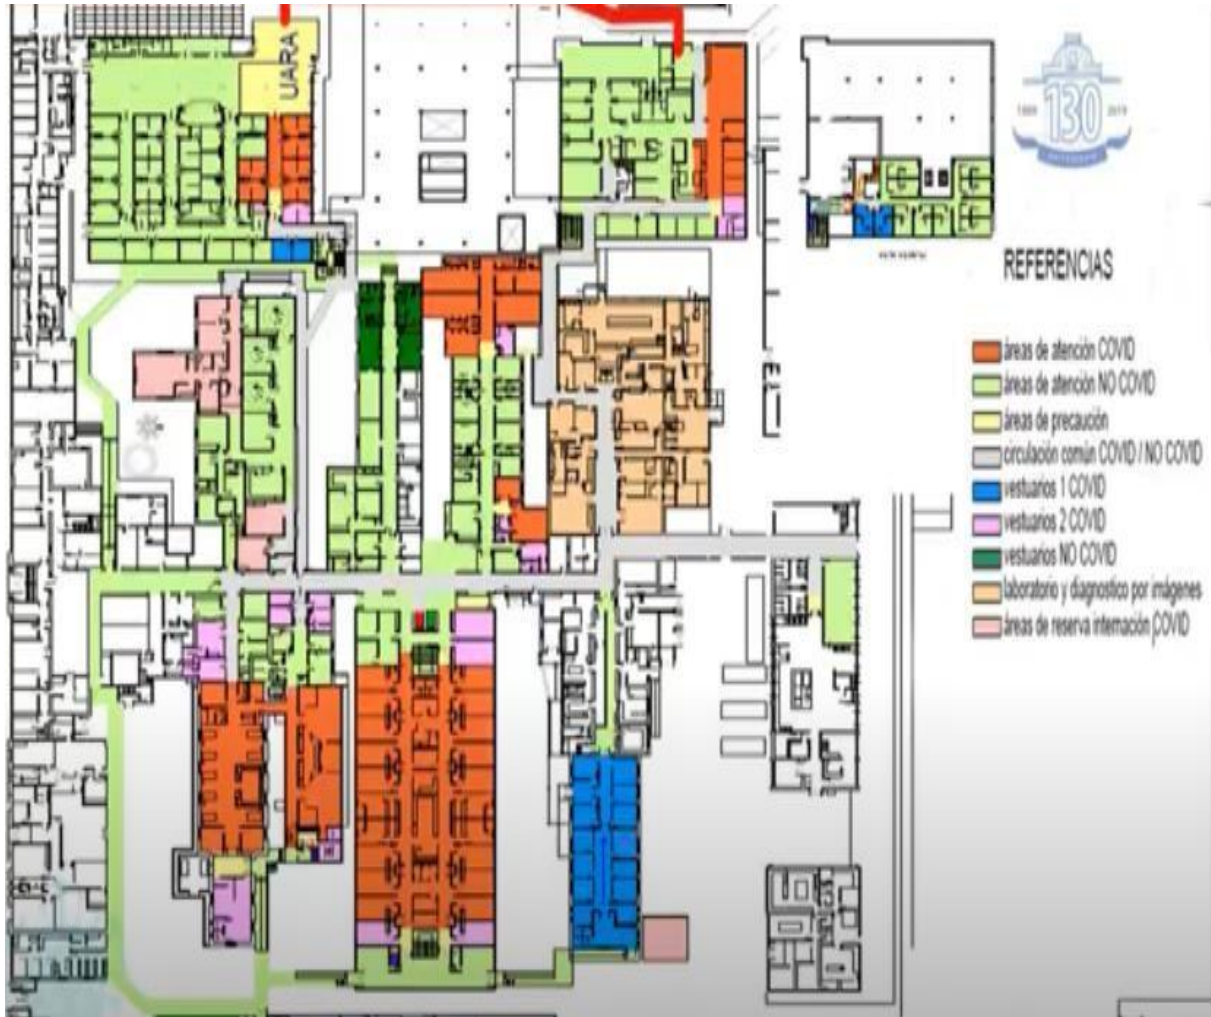 UARA
130
REFERENCIAS
áreas de atención COVID
áreas de atención NO COVID
áreas de precaución
circulación común COVID / NO COVID
vestuarios 1 COVID
vestuarios 2 COVID
vestuarios NO COVID
laboratorio y diagnostico por imágenes
áreas de reserva internación COVID